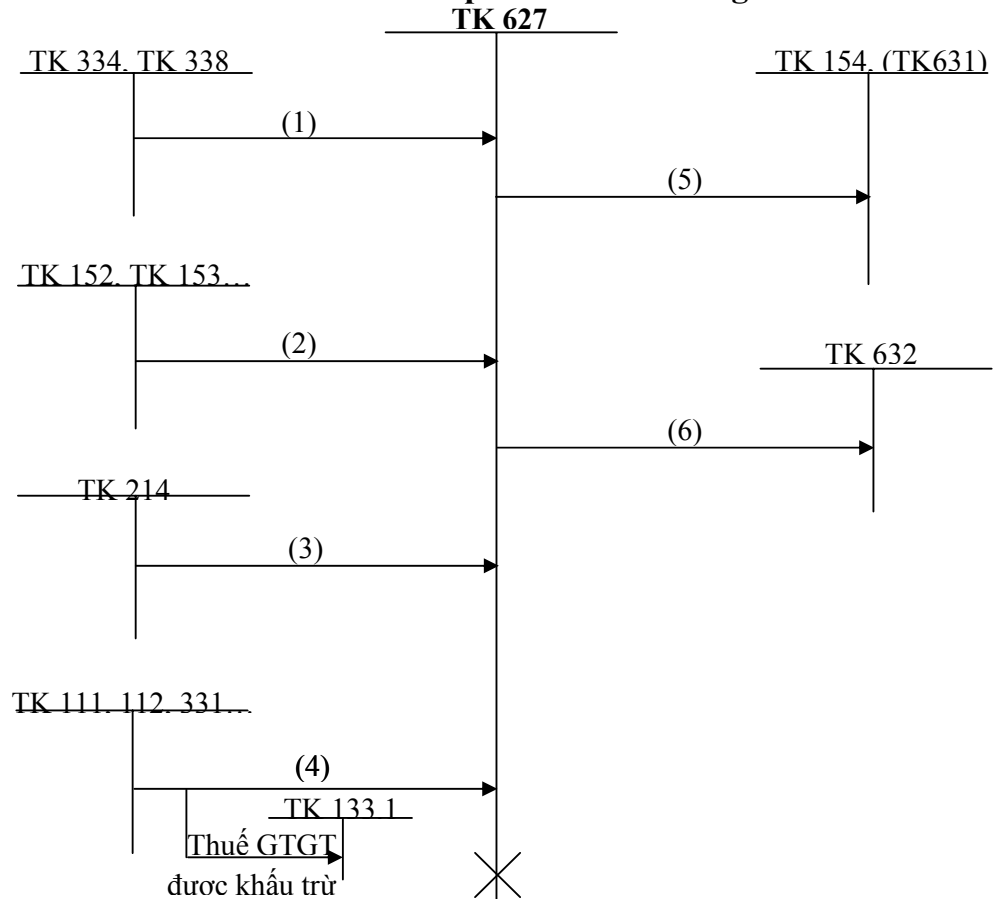 TK 627
TK 334, TK 338
TK 154, (TK631)
(1)
(5)
TK 152, TK 153…
(2)
TK 632
(6)
TK 214
(3)
TK 111, 112, 331…
(4)
TK 133 1
Thuế GTGT
được khấu trừ